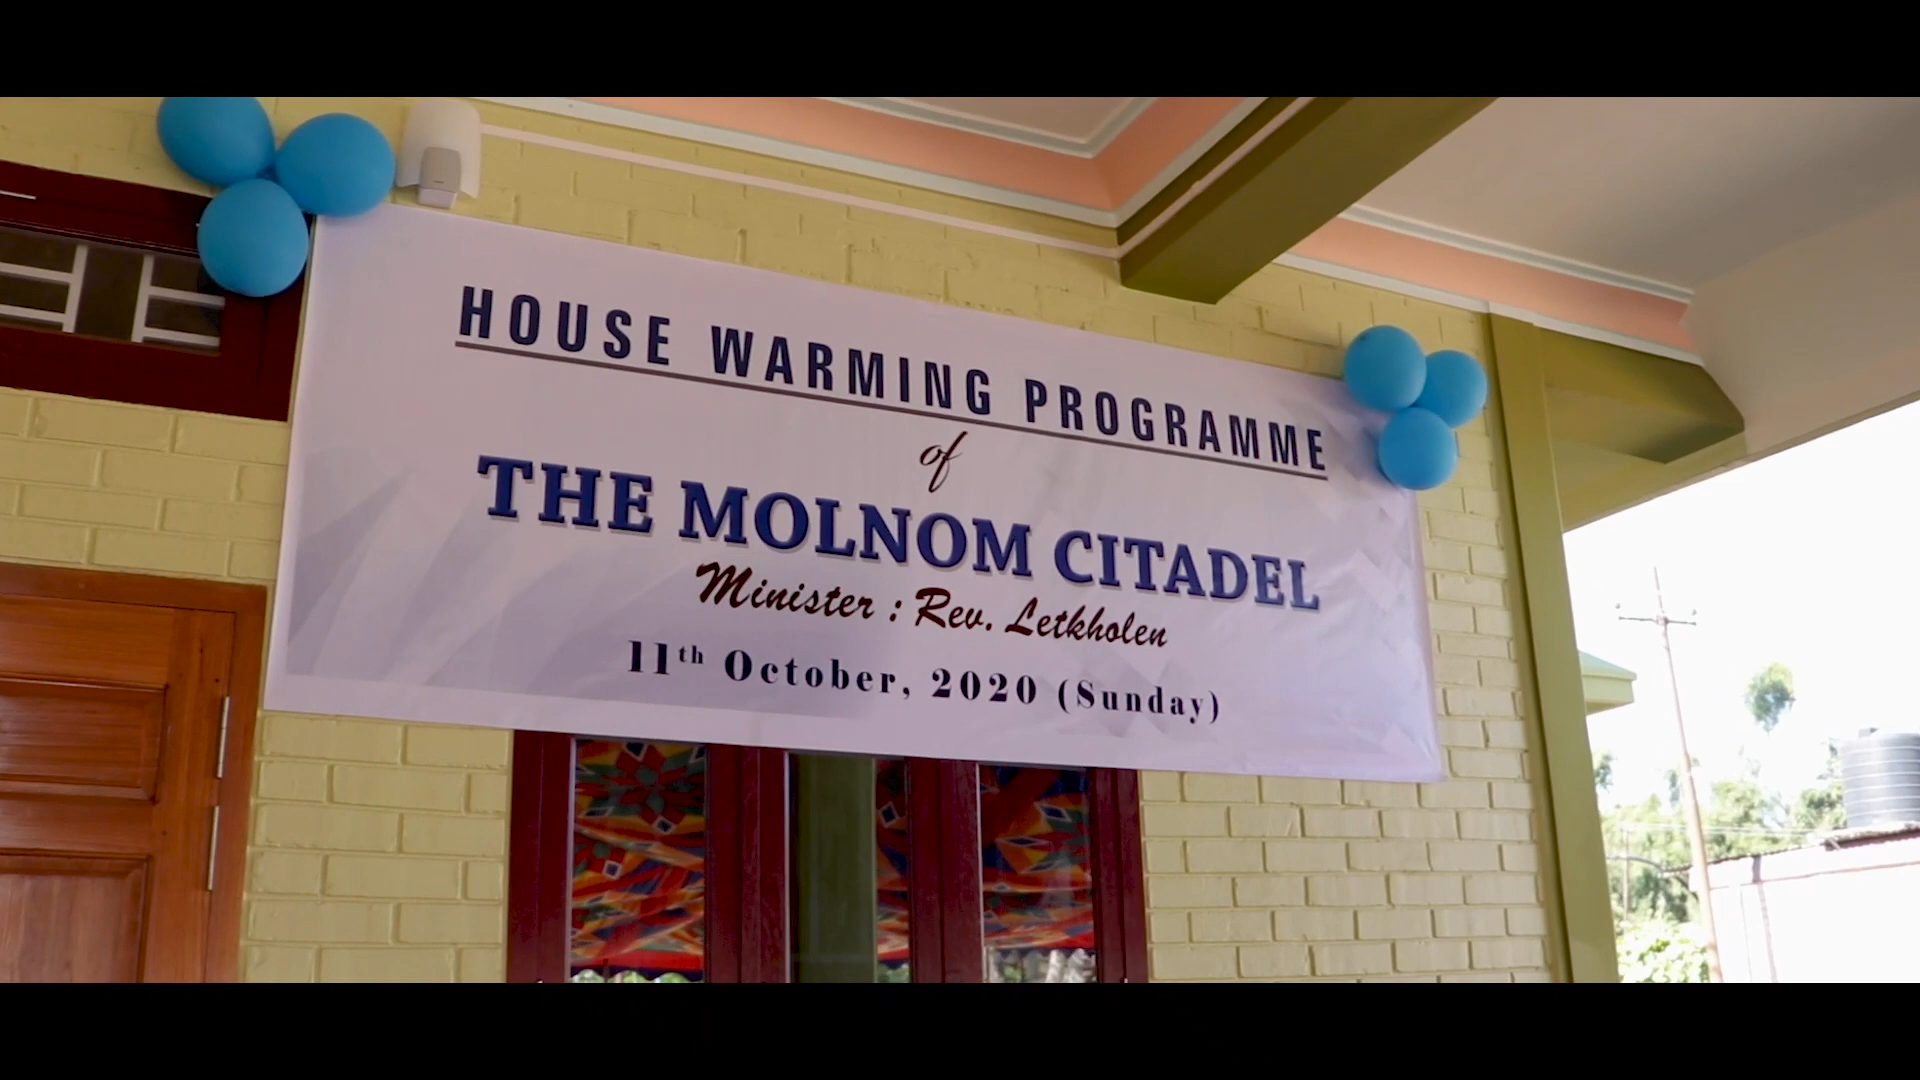 HOUSE WARMING PROGRAMME
of
THE MOLNOM CITADEL
Minister : Rev. Letkholen
11th October, 2020 (Sunday)